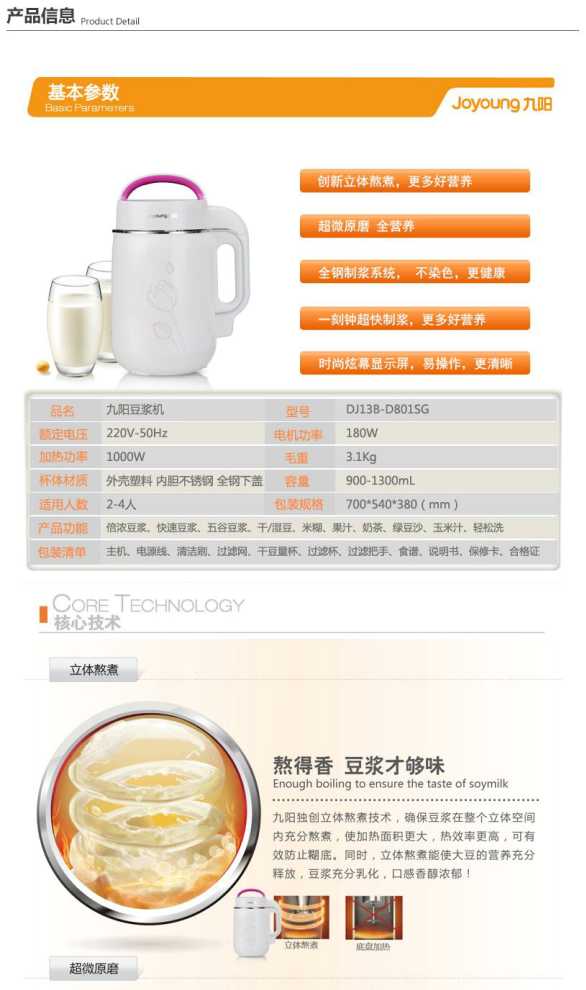 产品信息 Product Detail
基本参数
Basic Parameters
Joyoung九阳
创新立体熬煮，更多好营养
超微原磨 全营养
全钢制浆系统， 不染色，更健康
一刻钟超快制浆，更多好营养
时尚炫幕显示屏，易操作，更清晰
品名 九阳豆浆机 型号 DJ13B-D801SG
额定电压 220V-50Hz 电机功率 180W
加热功率 1000W 毛重 3.1Kg
杯体材质 外壳塑料 内胆不锈钢 全钢下盖 容量 900-1300mL
适用人数 2-4人 包装规格 700*540*380（mm）
产品功能 倍浓豆浆、快速豆浆、五谷豆浆、干/湿豆、米糊、果汁、奶茶、绿豆沙、玉米汁、轻松洗
包装清单 主机、电源线、清洁刷、过滤网、干豆量杯、过滤杯、过滤把手、食谱、说明书、保修卡、合格证
CORE TECHNOLOGY
核心技术
立体熬煮
熬得香 豆浆才够味
Enough boiling to ensure the taste of soymilk
九阳独创立体熬煮技术，确保豆浆在整个立体空间
内充分熬煮，使加热面积更大，热效率更高，可有
效防止糊底。同时，立体熬煮能使大豆的营养充分
释放，豆浆充分乳化，口感香醇浓郁！
立体熬煮 底盘加热
超微原磨